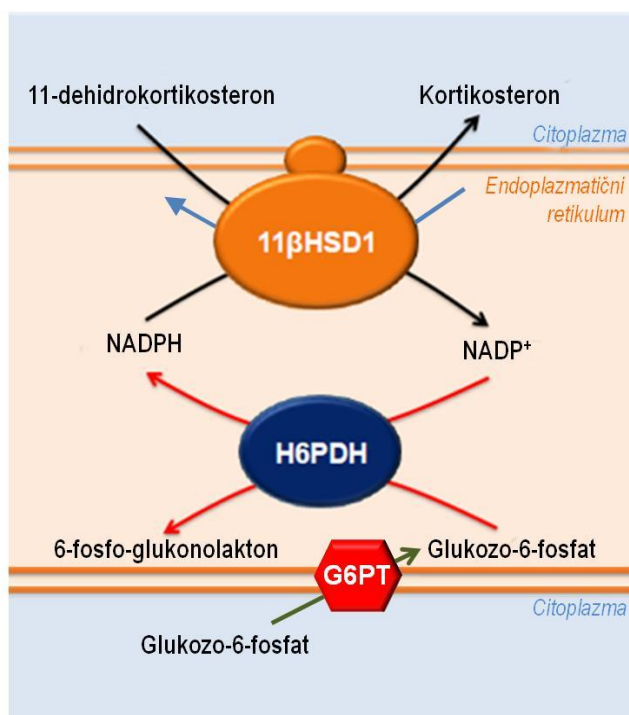 11-dehidrokortikosteron
Kortikosteron
Citoplazma
Endoplazmatični
retikulum
11βHSD1
NADPH
NADP⁺
H6PDH
6-fosfo-glukonolakton
Glukozo-6-fosfat
G6PT
Citoplazma
Glukozo-6-fosfat